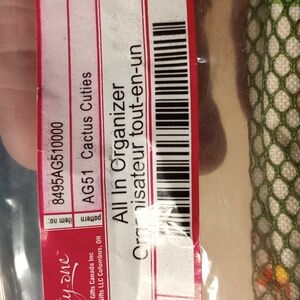 item no:
8495AG510000
pattern
AG51 Cactus Cuties
All In Organizer
Organisateur tout-en-un
Gifts Canada Inc
Gifts LLC Columbus, OH